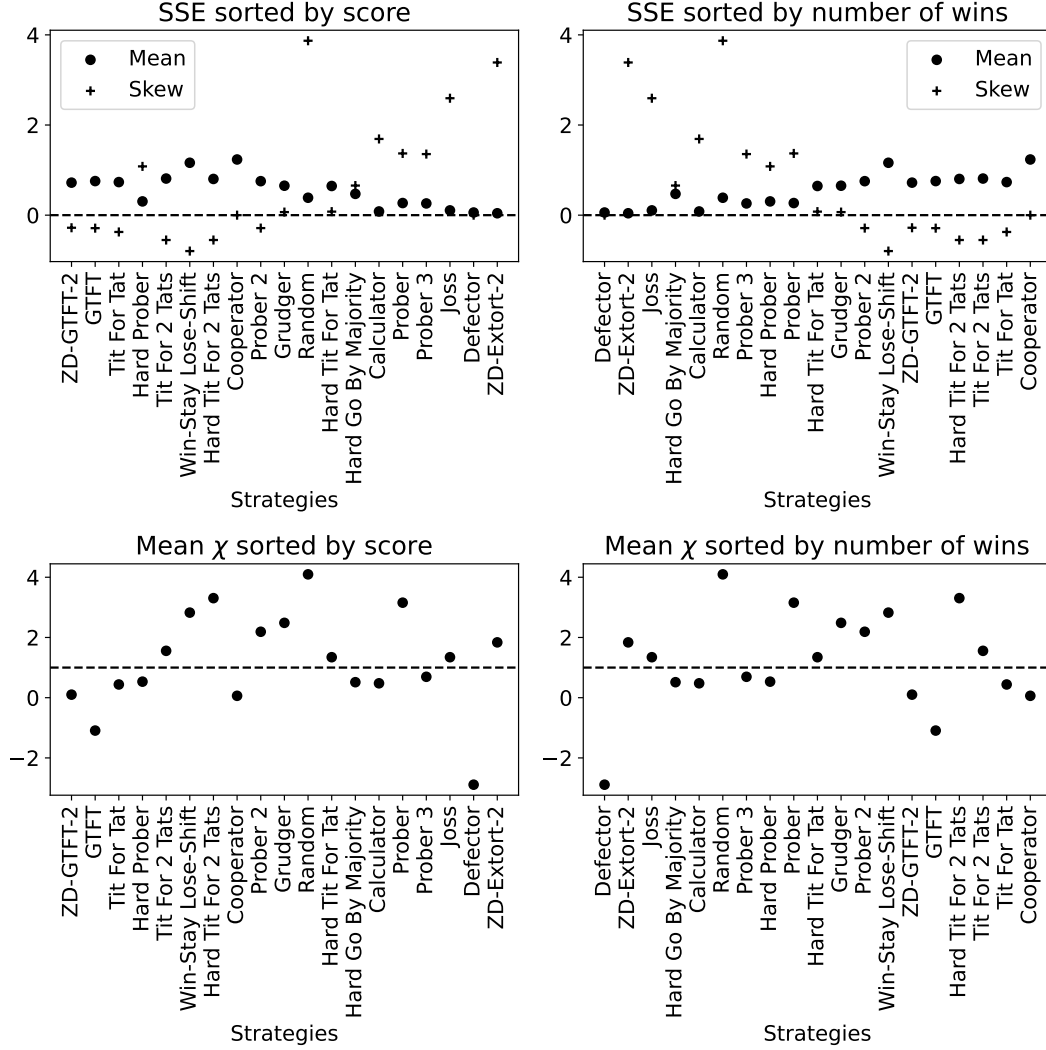 SSE sorted by score
4
2
0
Mean
Skew
ZD-GTFT-2
GTFT
Tit For Tat
Hard Prober
Tit For 2 Tats
Win-Stay Lose-Shift
Hard Tit For 2 Tats
Cooperator
Prober 2
Grudger
Random
Hard Tit For Tat
Hard Go By Majority
Calculator
Prober
Prober 3
Joss
Defector
ZD-Extort-2
Strategies
SSE sorted by number of wins
4
2
0
Mean
Skew
Defector
ZD-Extort-2
Joss
Hard Go By Majority
Calculator
Random
Prober 3
Hard Prober
Prober
Hard Tit For Tat
Grudger
Prober 2
Win-Stay Lose-Shift
ZD-GTFT-2
GTFT
Hard Tit For 2 Tats
Tit For 2 Tats
Tit For Tat
Cooperator
Strategies
Mean χ sorted by score
4
2
0
−2
ZD-GTFT-2
GTFT
Tit For Tat
Hard Prober
Tit For 2 Tats
Win-Stay Lose-Shift
Hard Tit For 2 Tats
Cooperator
Prober 2
Grudger
Random
Hard Tit For Tat
Hard Go By Majority
Calculator
Prober
Prober 3
Joss
Defector
ZD-Extort-2
Strategies
Mean χ sorted by number of wins
4
2
0
−2
Defector
ZD-Extort-2
Joss
Hard Go By Majority
Calculator
Random
Prober 3
Hard Prober
Prober
Hard Tit For Tat
Grudger
Prober 2
Win-Stay Lose-Shift
ZD-GTFT-2
GTFT
Hard Tit For 2 Tats
Tit For 2 Tats
Tit For Tat
Cooperator
Strategies